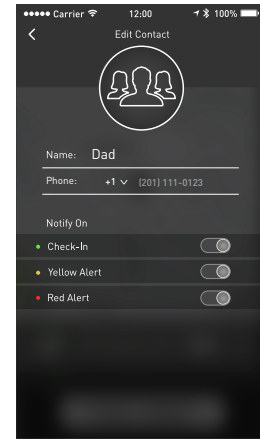 Carrier 12:00 100%
Edit Contact
Name: Dad
Phone: +1 (201) 111-0123
Notify On
Check-In
Yellow Alert
Red Alert